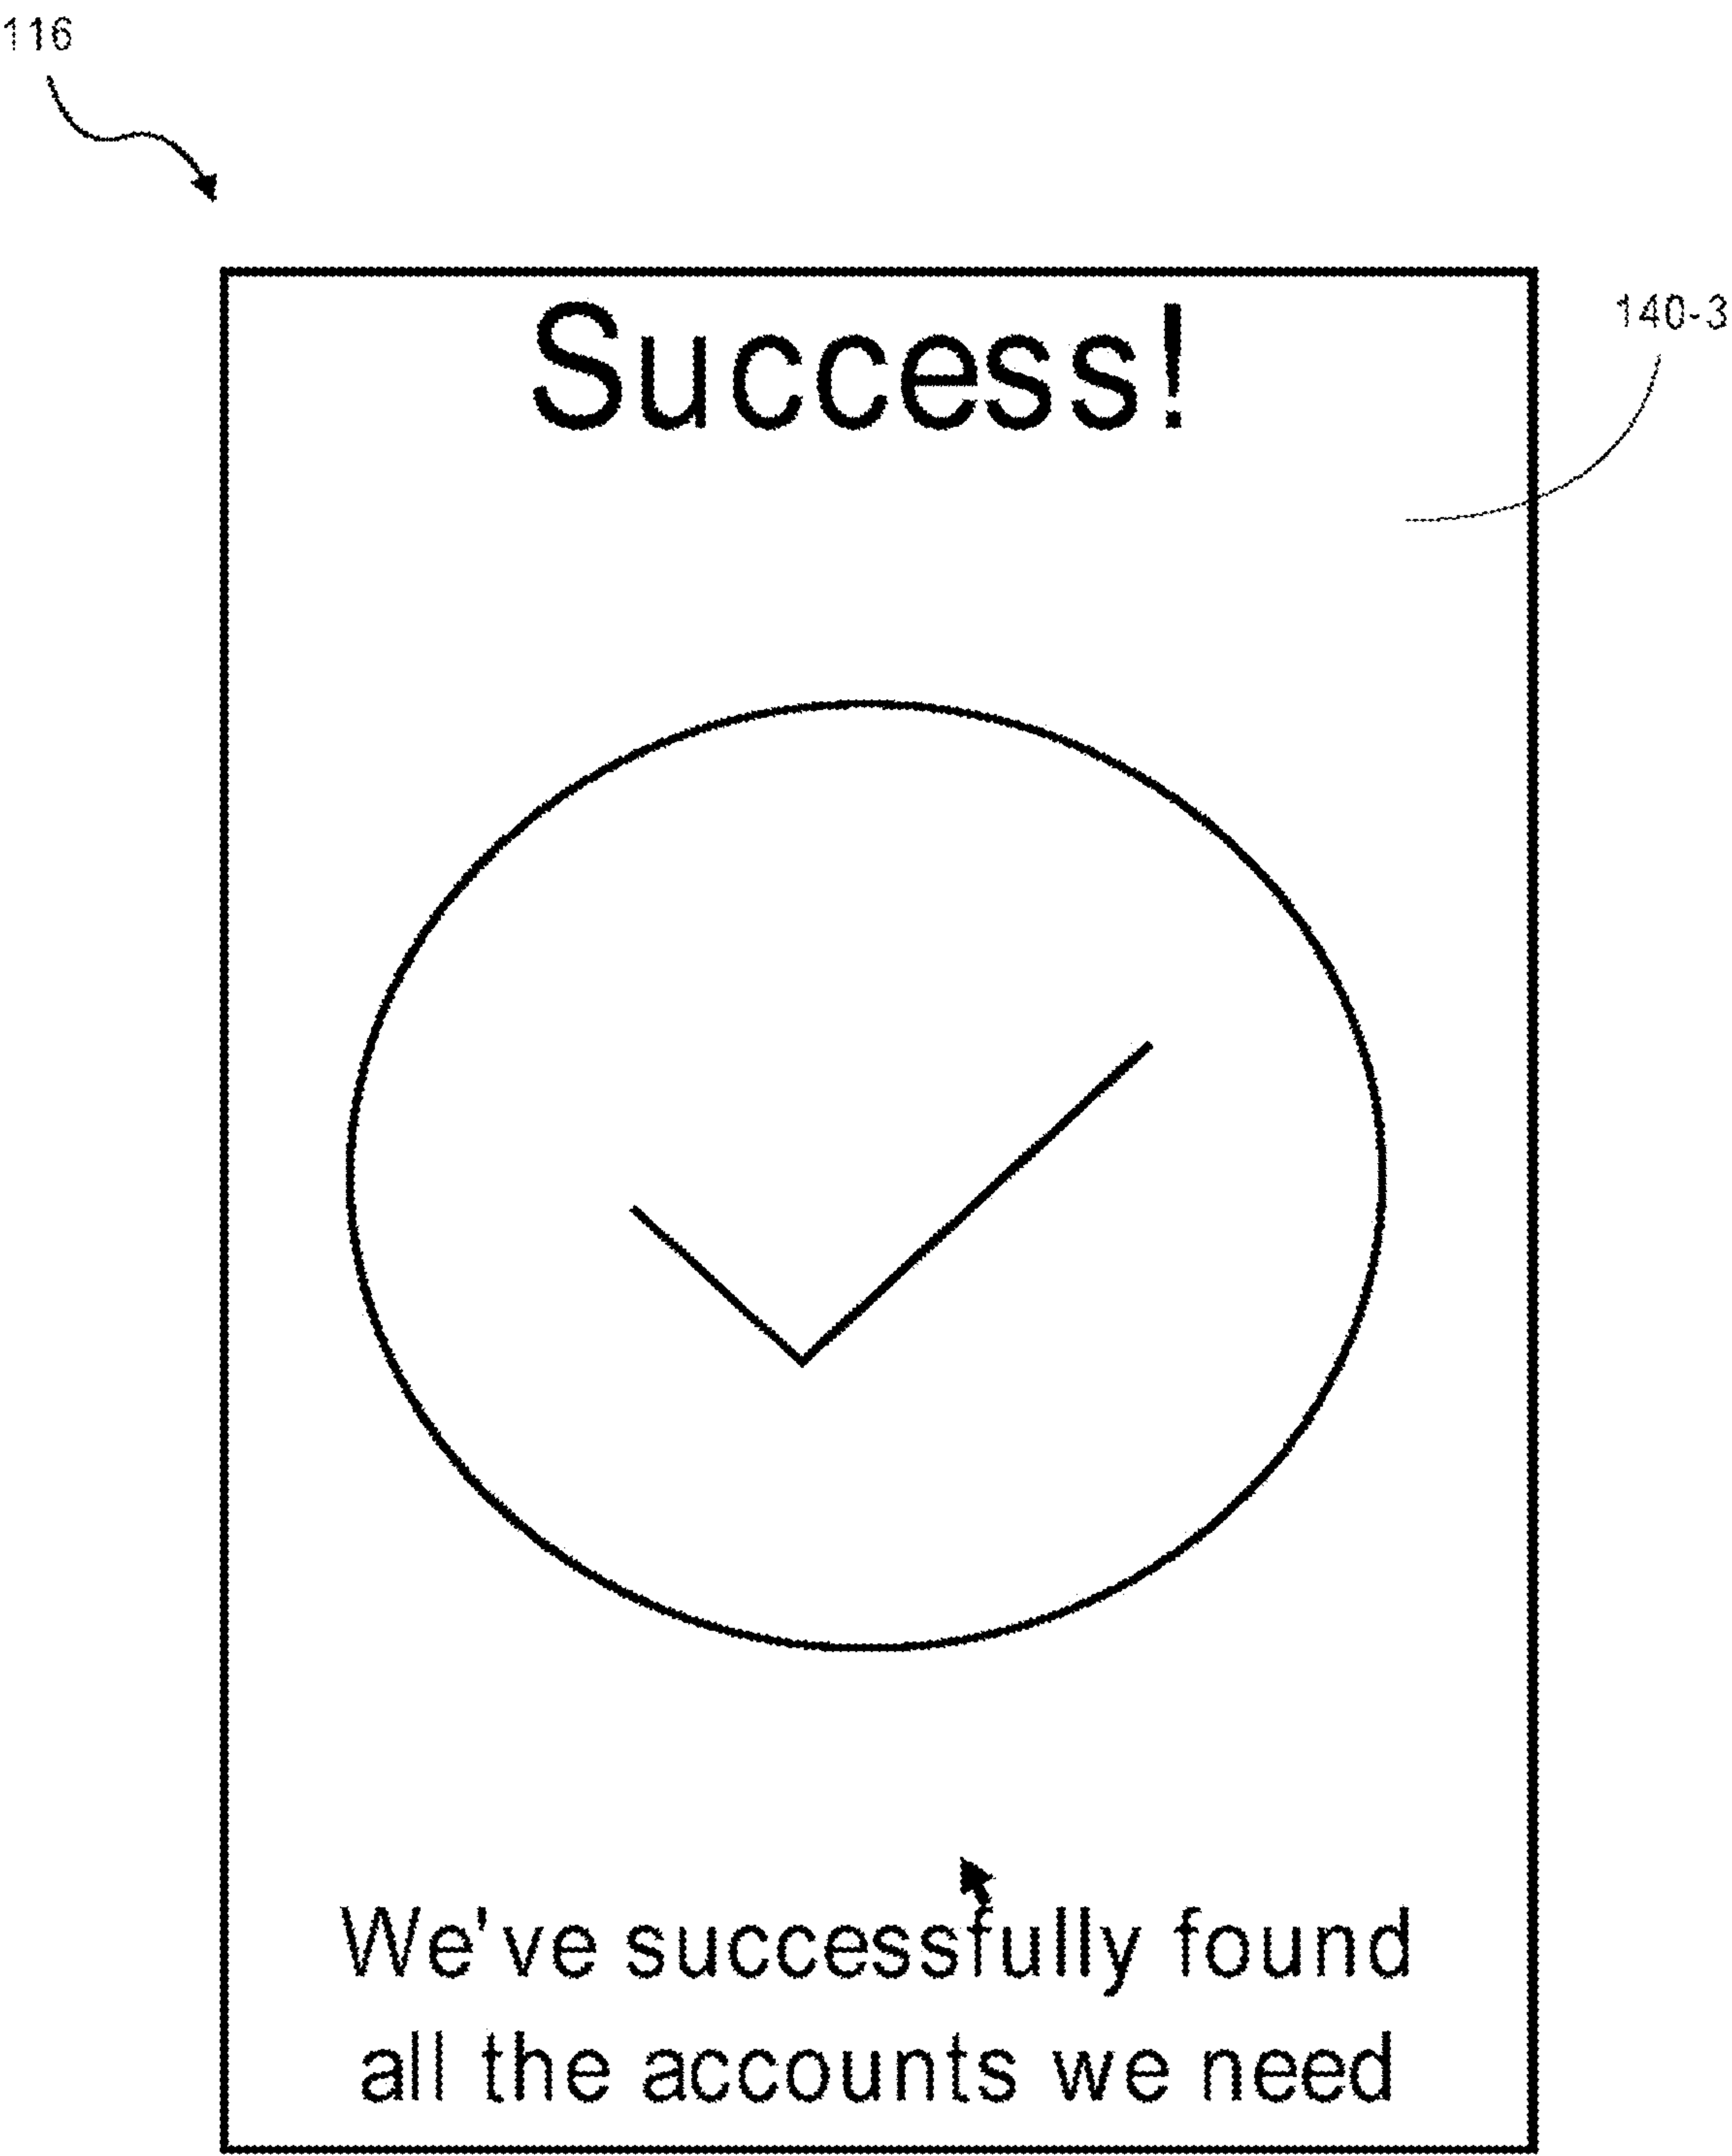 116
Success!
140-3
We've successfully found
all the accounts we need